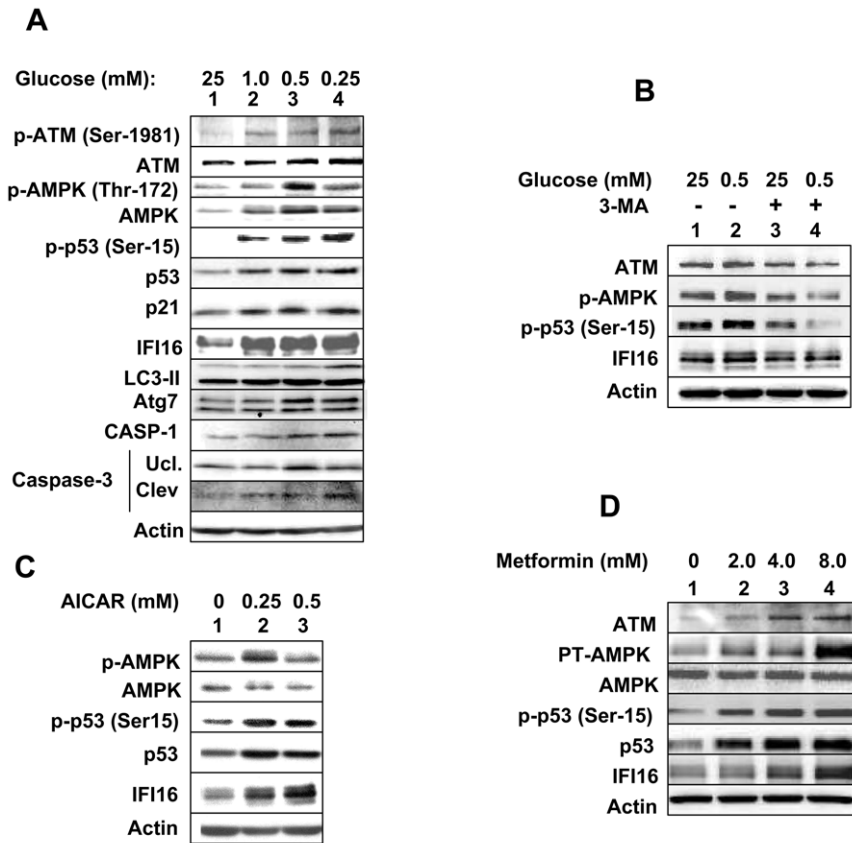 A
Glucose (mM): 25 1.0 0.5 0.25
1 2 3 4
p-ATM (Ser-1981)
ATM
p-AMPK (Thr-172)
AMPK
p-p53 (Ser-15)
p53
p21
IFI16
LC3-II
Atg7
CASP-1
Caspase-3
Ucl.
Clev
Actin
B
Glucose (mM) 25 0.5 25 0.5
3-MA - - + +
1 2 3 4
ATM
p-AMPK
p-p53 (Ser-15)
IFI16
Actin
C
AICAR (mM) 0 0.25 0.5
1 2 3
p-AMPK
AMPK
p-p53 (Ser15)
p53
IFI16
Actin
D
Metformin (mM) 0 2.0 4.0 8.0
1 2 3 4
ATM
PT-AMPK
AMPK
p-p53 (Ser-15)
p53
IFI16
Actin